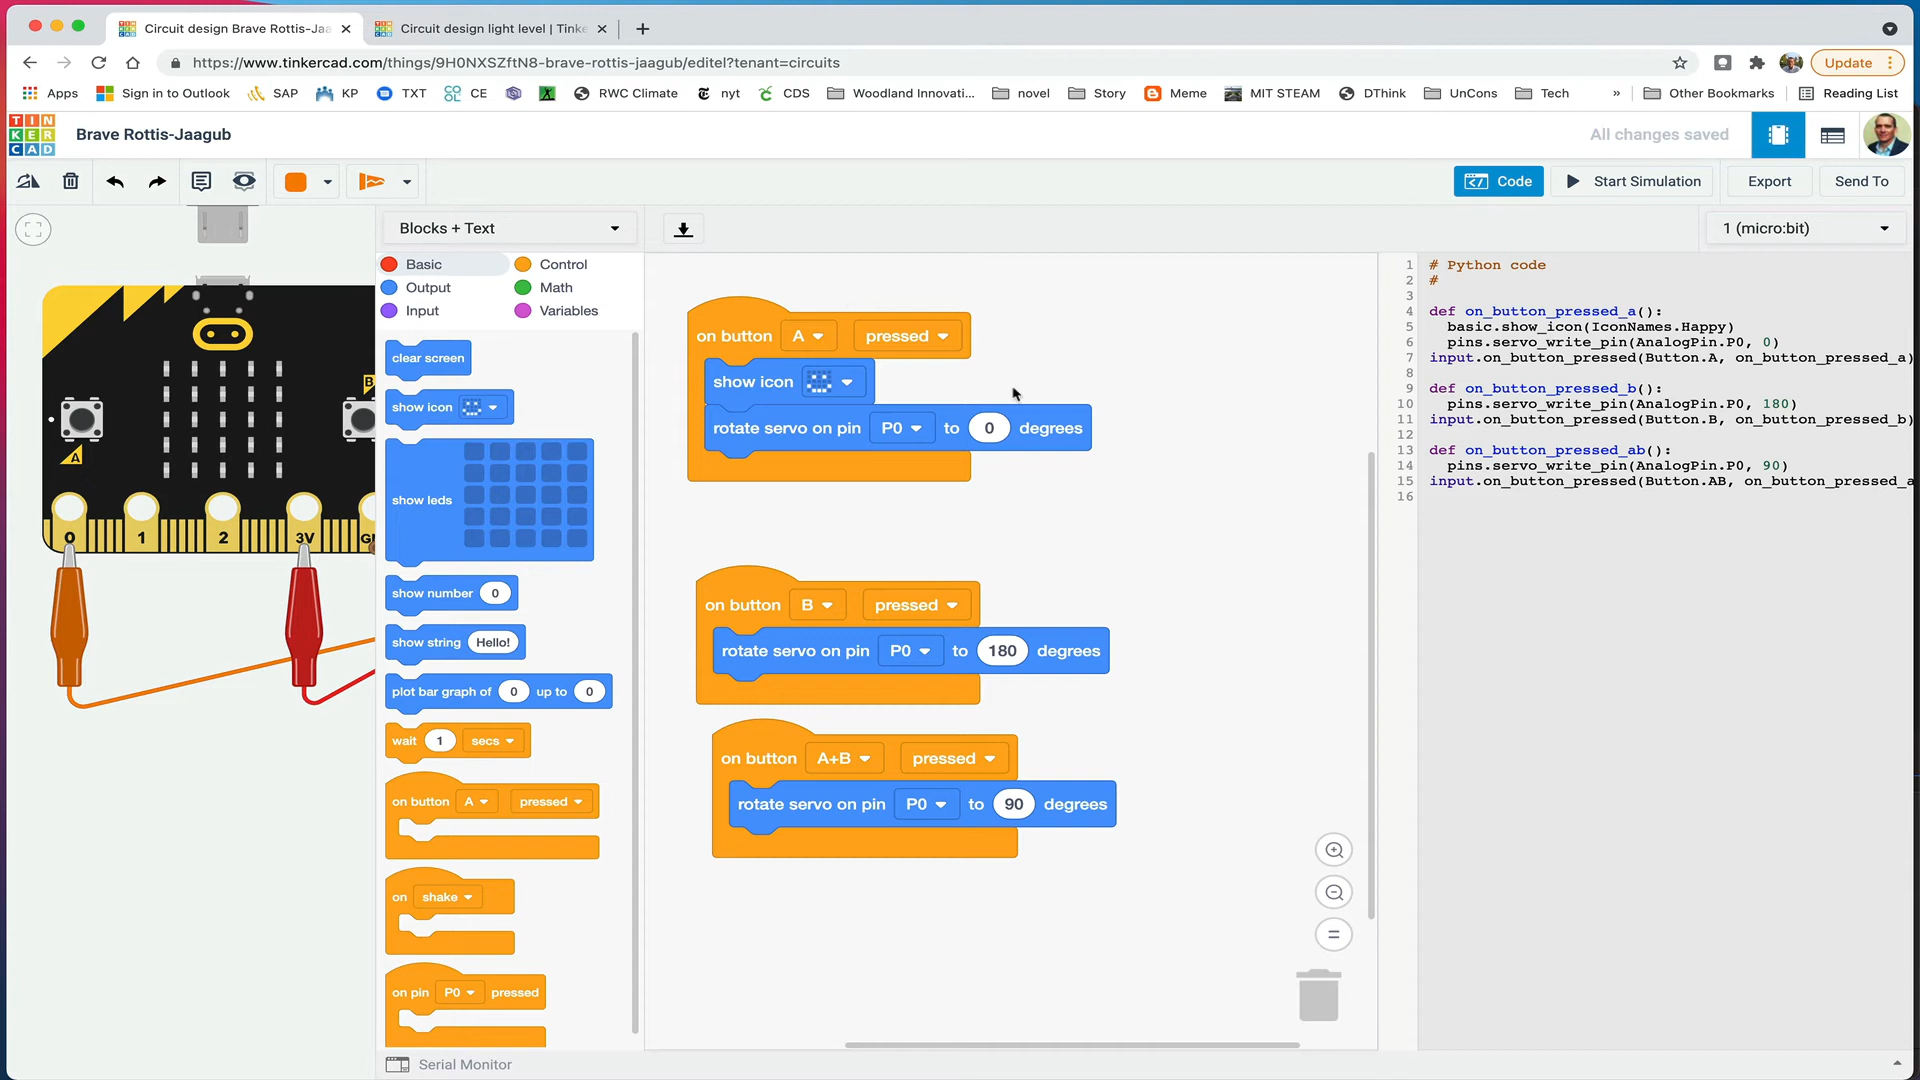 Circuit design Brave Rottis-Jaa
Circuit design light level | Tinke
https://www.tinkercad.com/things/9H0NXSZftN8-brave-rottis-jaagub/editel?tenant=circuits
Update
Apps
Sign in to Outlook
SAP
KP
TXT
CE
RWC Climate
nyt
CDS
Woodland Innovati...
novel
Story
Meme
MIT STEAM
DThink
UnCons
Tech
»
Other Bookmarks
Reading List
TIN
KER
CAD
Brave Rottis-Jaagub
All changes saved
Code
Start Simulation
Export
Send To
Blocks + Text
1 (micro:bit)
Basic
Control
Output
Math
Input
Variables
clear screen
show icon
show leds
show number 0
show string Hello!
plot bar graph of 0 up to 0
wait 1 secs
on button A pressed
on shake
on pin P0 pressed
A
B
0 1 2 3V
on button A pressed
show icon
rotate servo on pin P0 to 0 degrees
on button B pressed
rotate servo on pin P0 to 180 degrees
on button A+B pressed
rotate servo on pin P0 to 90 degrees
1 # Python code
2 #
3
4 def on_button_pressed_a():
5 basic.show_icon(IconNames.Happy)
6 pins.servo_write_pin(AnalogPin.P0, 0)
7 input.on_button_pressed(Button.A, on_button_pressed_a)
8
9 def on_button_pressed_b():
10 pins.servo_write_pin(AnalogPin.P0, 180)
11 input.on_button_pressed(Button.B, on_button_pressed_b)
12
13 def on_button_pressed_ab():
14 pins.servo_write_pin(AnalogPin.P0, 90)
15 input.on_button_pressed(Button.AB, on_button_pressed_a
16
Serial Monitor